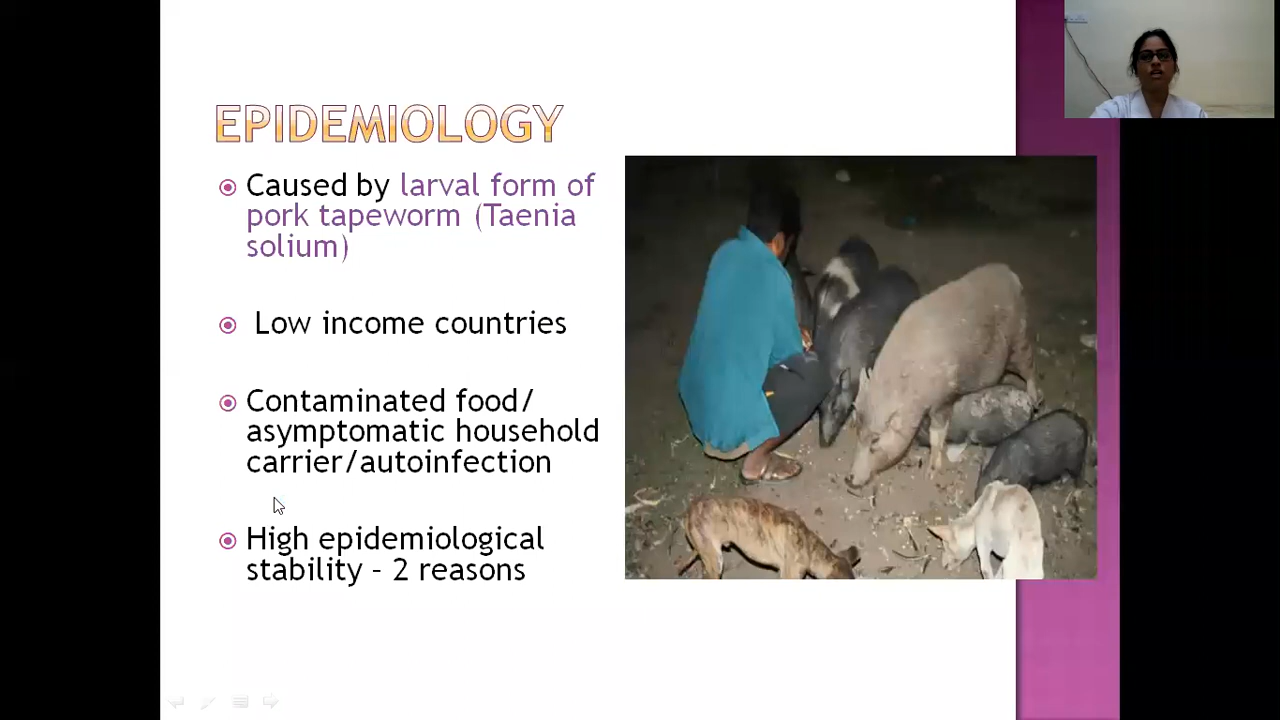 EPIDEMIOLOGY
Caused by larval form of
pork tapeworm (Taenia
solium)
Low income countries
Contaminated food/
asymptomatic household
carrier/autoinfection
High epidemiological
stability – 2 reasons